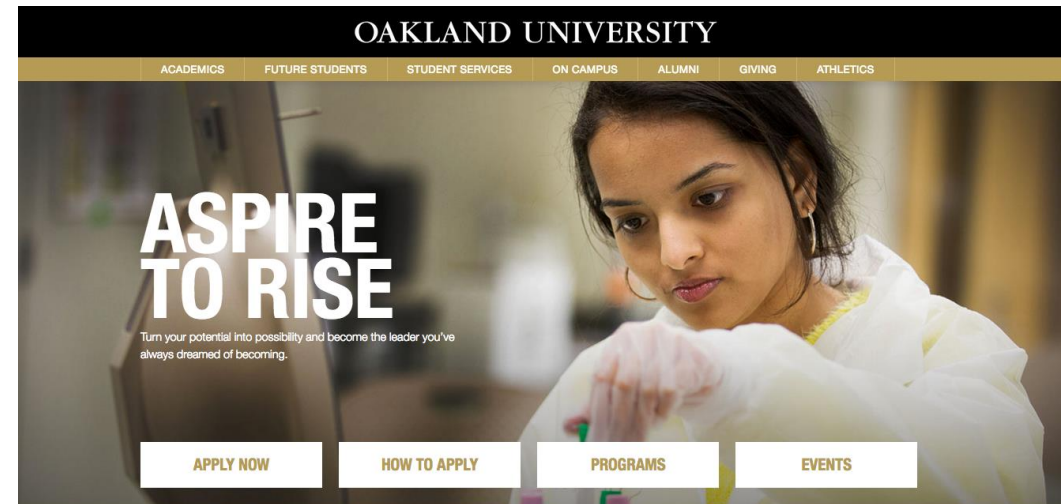 OAKLAND UNIVERSITY
ACADEMICS FUTURE STUDENTS STUDENT SERVICES ON CAMPUS ALUMNI GIVING ATHLETICS
ASPIRE
TO RISE
Turn your potential into possibility and become the leader you've
always dreamed of becoming.
APPLY NOW HOW TO APPLY PROGRAMS EVENTS